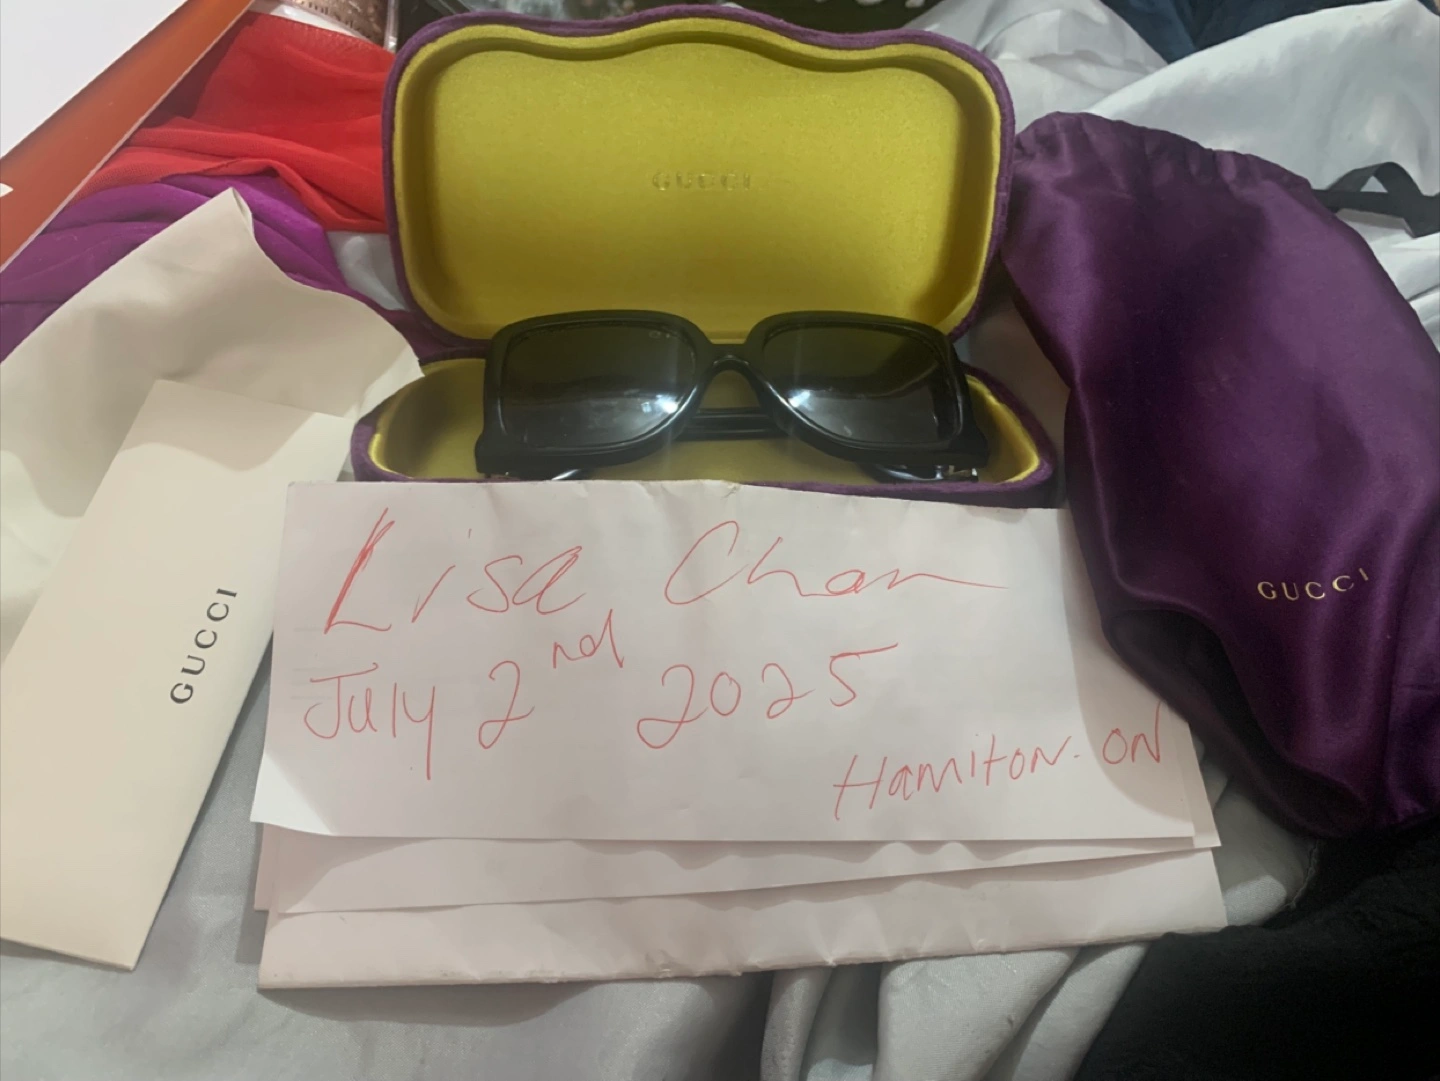 GUCCI
GUCCI
GUCCI
Lisa Chan
July 2nd 2025
Hamiton-ON